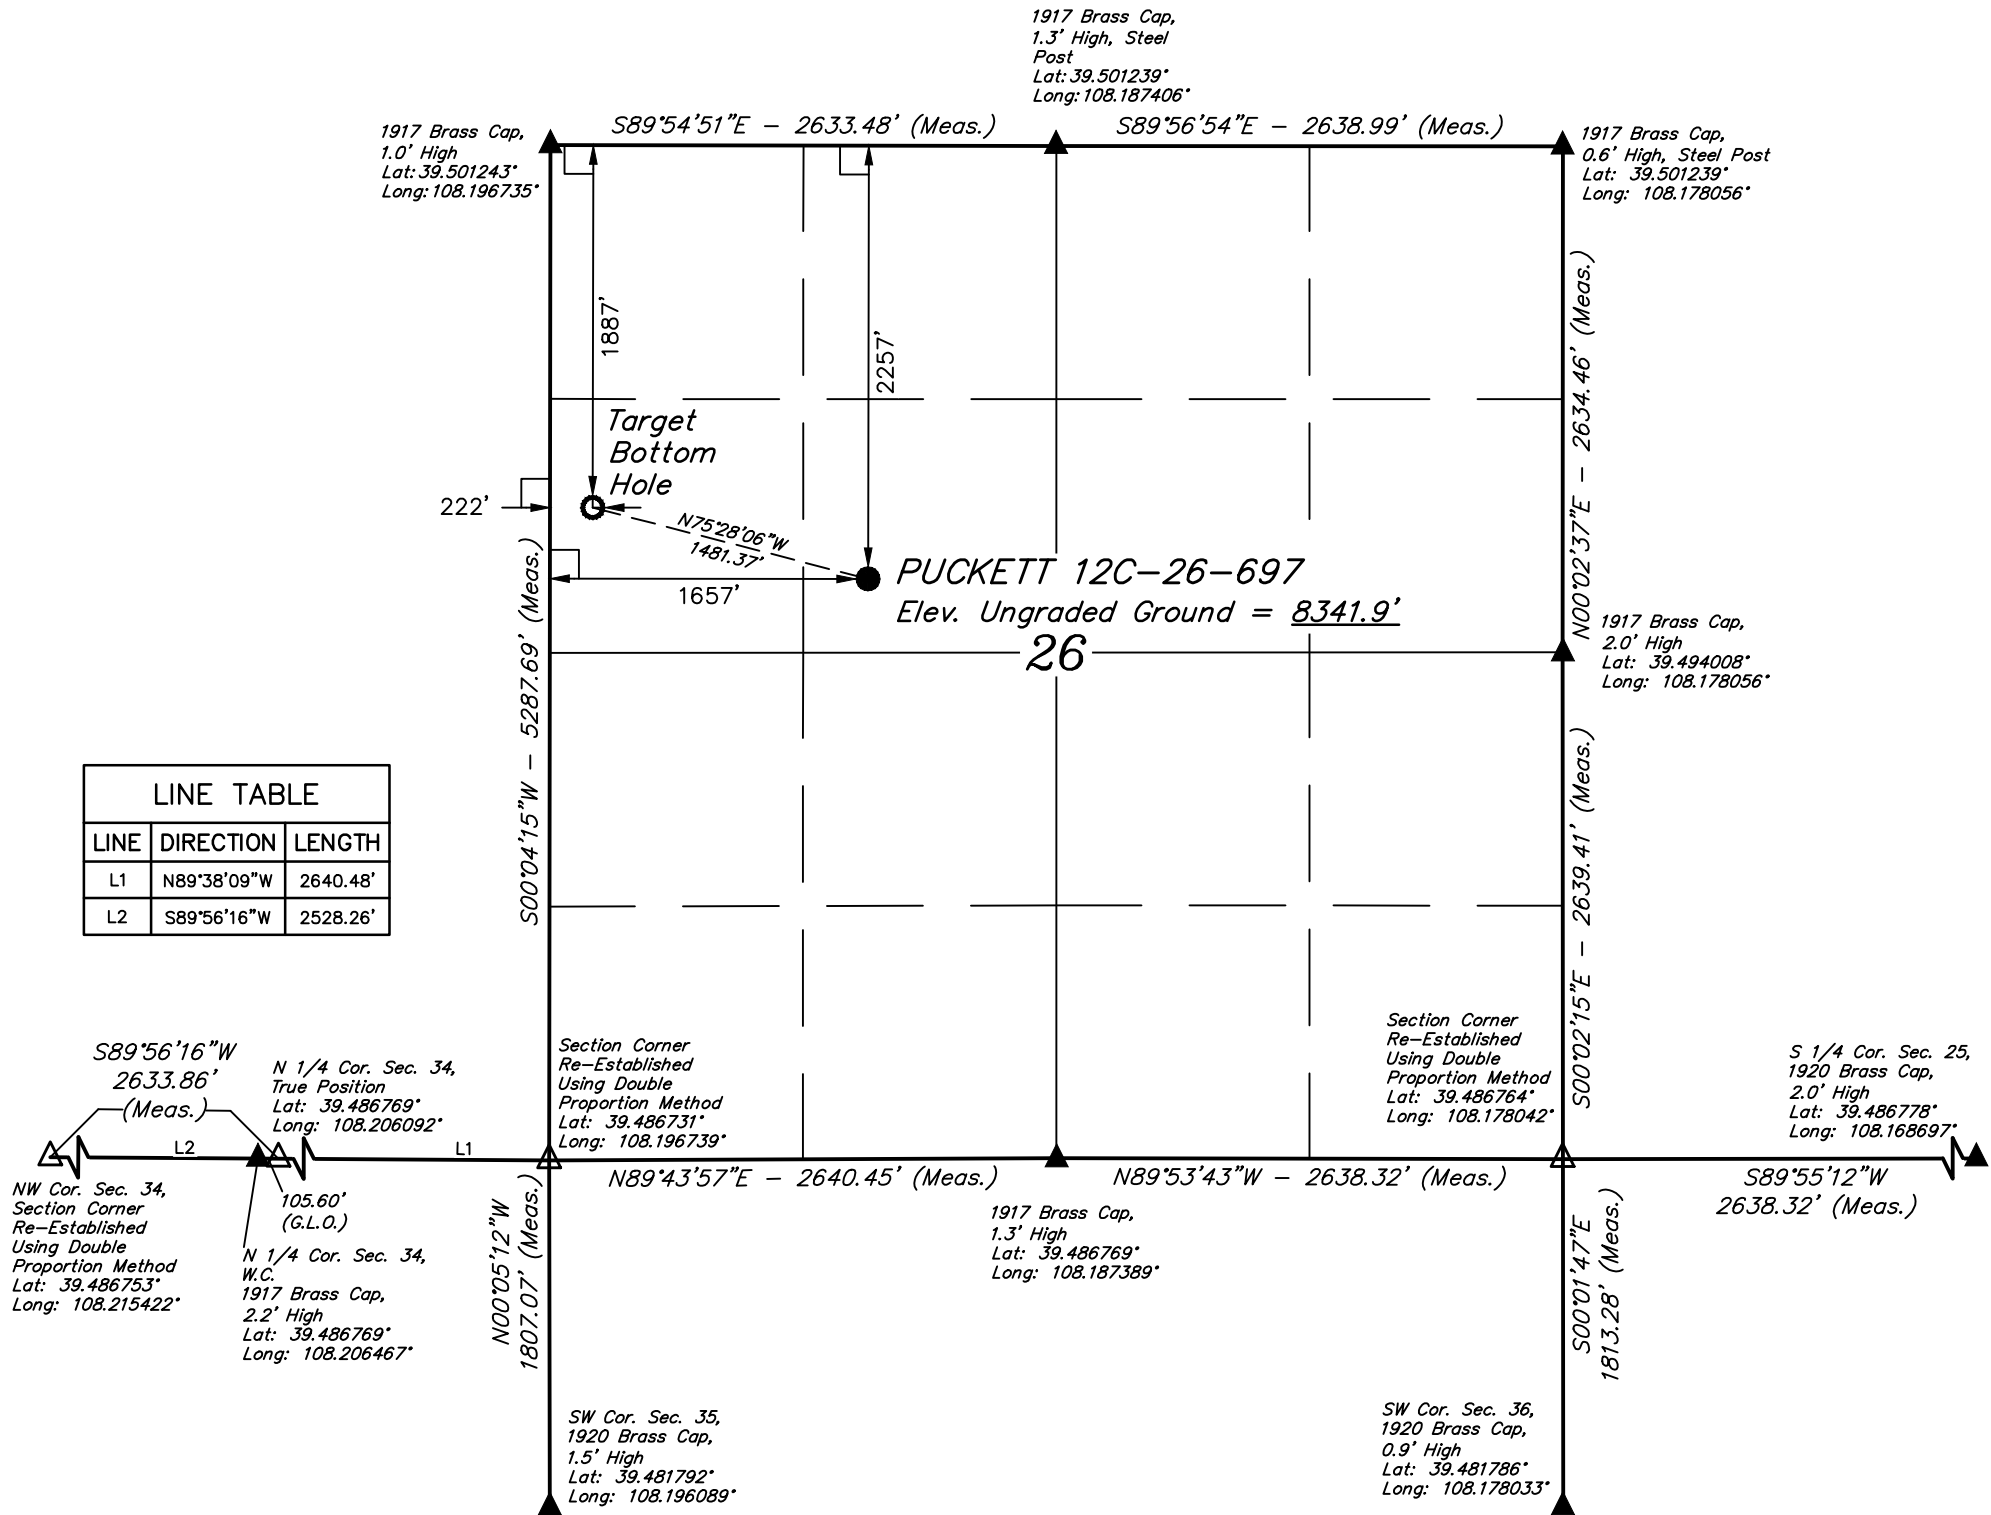 1917 Brass Cap,
1.3' High, Steel
Post
Lat: 39.501239°
Long: 108.187406°
S89°54'51"E - 2633.48' (Meas.)
S89°56'54"E - 2638.99' (Meas.)
1917 Brass Cap,
1.0' High
Lat: 39.501243°
Long: 108.196735°
1917 Brass Cap,
0.6' High, Steel Post
Lat: 39.501239°
Long: 108.178056°
1887'
2257'
N00°02'37"E - 2634.46' (Meas.)
Target
Bottom
Hole
222'
N75°28'06"W
1481.37'
1657'
PUCKETT 12C-26-697
Elev. Ungraded Ground = 8341.9'
26
1917 Brass Cap,
2.0' High
Lat: 39.494008°
Long: 108.178056°
S00°04'15"W - 5287.69' (Meas.)
S00°02'15"E - 2639.41' (Meas.)
LINE TABLE
LINE DIRECTION LENGTH
L1 N89°38'09"W 2640.48'
L2 S89°56'16"W 2528.26'
S89°56'16"W
2633.86'
(Meas.)
N 1/4 Cor. Sec. 34,
True Position
Lat: 39.486769°
Long: 108.206092°
Section Corner
Re-Established
Using Double
Proportion Method
Lat: 39.486731°
Long: 108.196739°
Section Corner
Re-Established
Using Double
Proportion Method
Lat: 39.486764°
Long: 108.178042°
S 1/4 Cor. Sec. 25,
1920 Brass Cap,
2.0' High
Lat: 39.486778°
Long: 108.168697°
L2
L1
N89°43'57"E - 2640.45' (Meas.)
N89°53'43"W - 2638.32' (Meas.)
S89°55'12"W
2638.32' (Meas.)
NW Cor. Sec. 34,
Section Corner
Re-Established
Using Double
Proportion Method
Lat: 39.486753°
Long: 108.215422°
105.60'
(G.L.O.)
N 1/4 Cor. Sec. 34,
W.C.
1917 Brass Cap,
2.2' High
Lat: 39.486769°
Long: 108.206467°
N00°05'12"W
1807.07' (Meas.)
1917 Brass Cap,
1.3' High
Lat: 39.486769°
Long: 108.187389°
S00°01'47"E
1813.28' (Meas.)
SW Cor. Sec. 35,
1920 Brass Cap,
1.5' High
Lat: 39.481792°
Long: 108.196089°
SW Cor. Sec. 36,
1920 Brass Cap,
0.9' High
Lat: 39.481786°
Long: 108.178033°